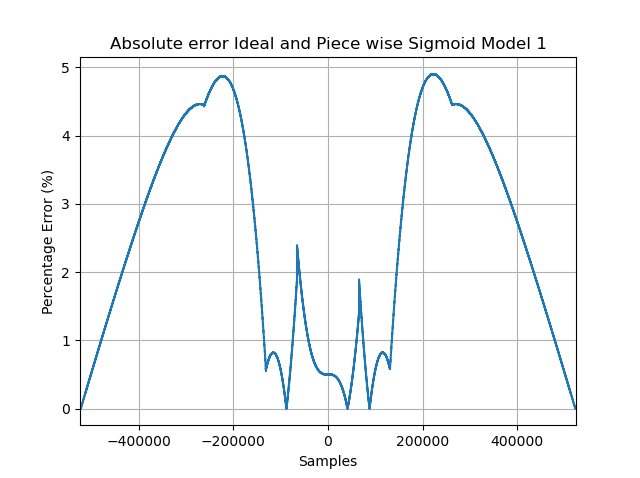 Absolute error Ideal and Piece wise Sigmoid Model 1
Percentage Error (%)
5
4
3
2
1
0
−400000 −200000 0 200000 400000
Samples